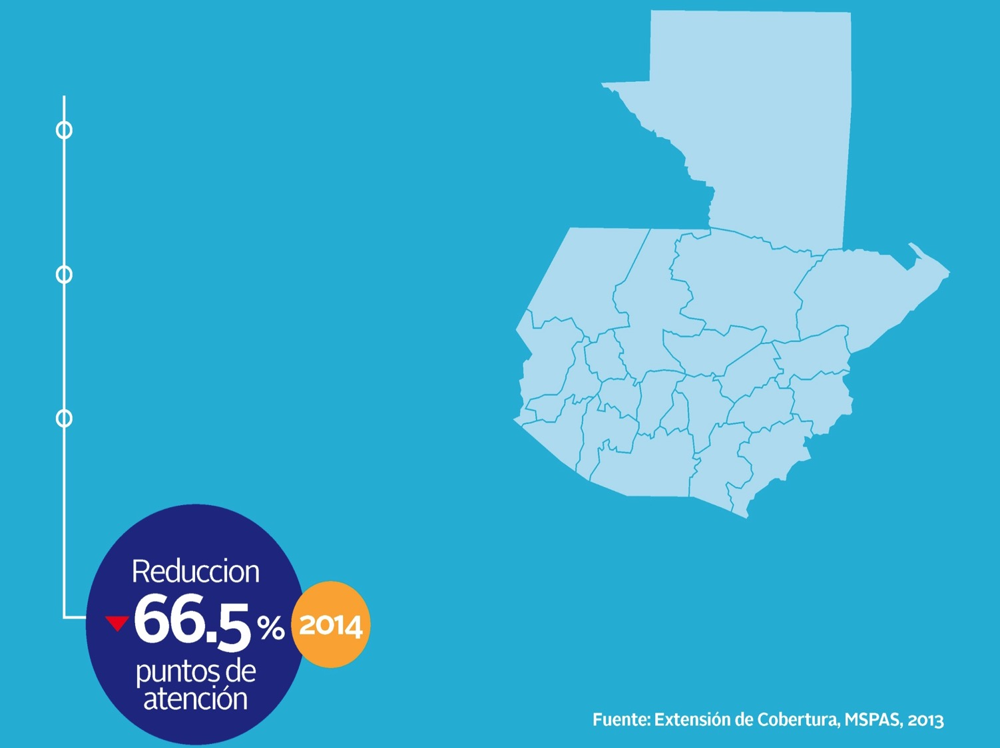 Reduccion
66.5 % 2014
puntos de
atención
Fuente: Extensión de Cobertura, MSPAS, 2013